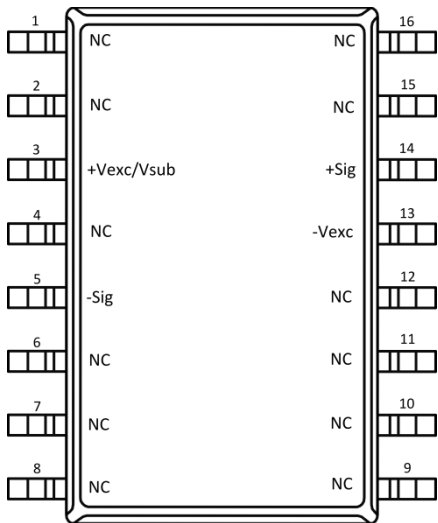 1 NC NC 16
2 NC NC 15
3 +Vexc/Vsub +Sig 14
4 NC -Vexc 13
5 -Sig NC 12
6 NC NC 11
7 NC NC 10
8 NC NC 9